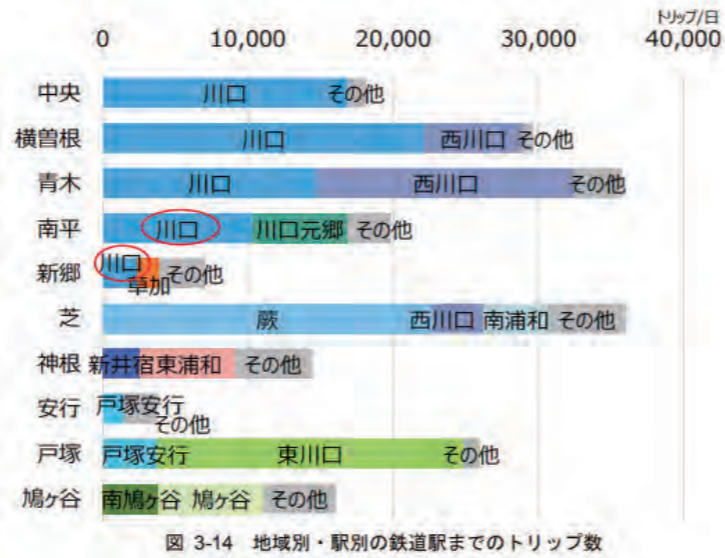 トリップ/日
0 10,000 20,000 30,000 40,000
中央 川口 その他
横曽根 川口 西川口 その他
青木 川口 西川口 その他
南平 川口 川口元郷 その他
新郷 川口 草加 その他
芝 蕨 西川口 南浦和 その他
神根 新井宿 東浦和 その他
安行 戸塚安行 その他
戸塚 戸塚安行 東川口 その他
鳩ヶ谷 南鳩ヶ谷 鳩ヶ谷 その他
図 3-14 地域別・駅別の鉄道駅までのトリップ数